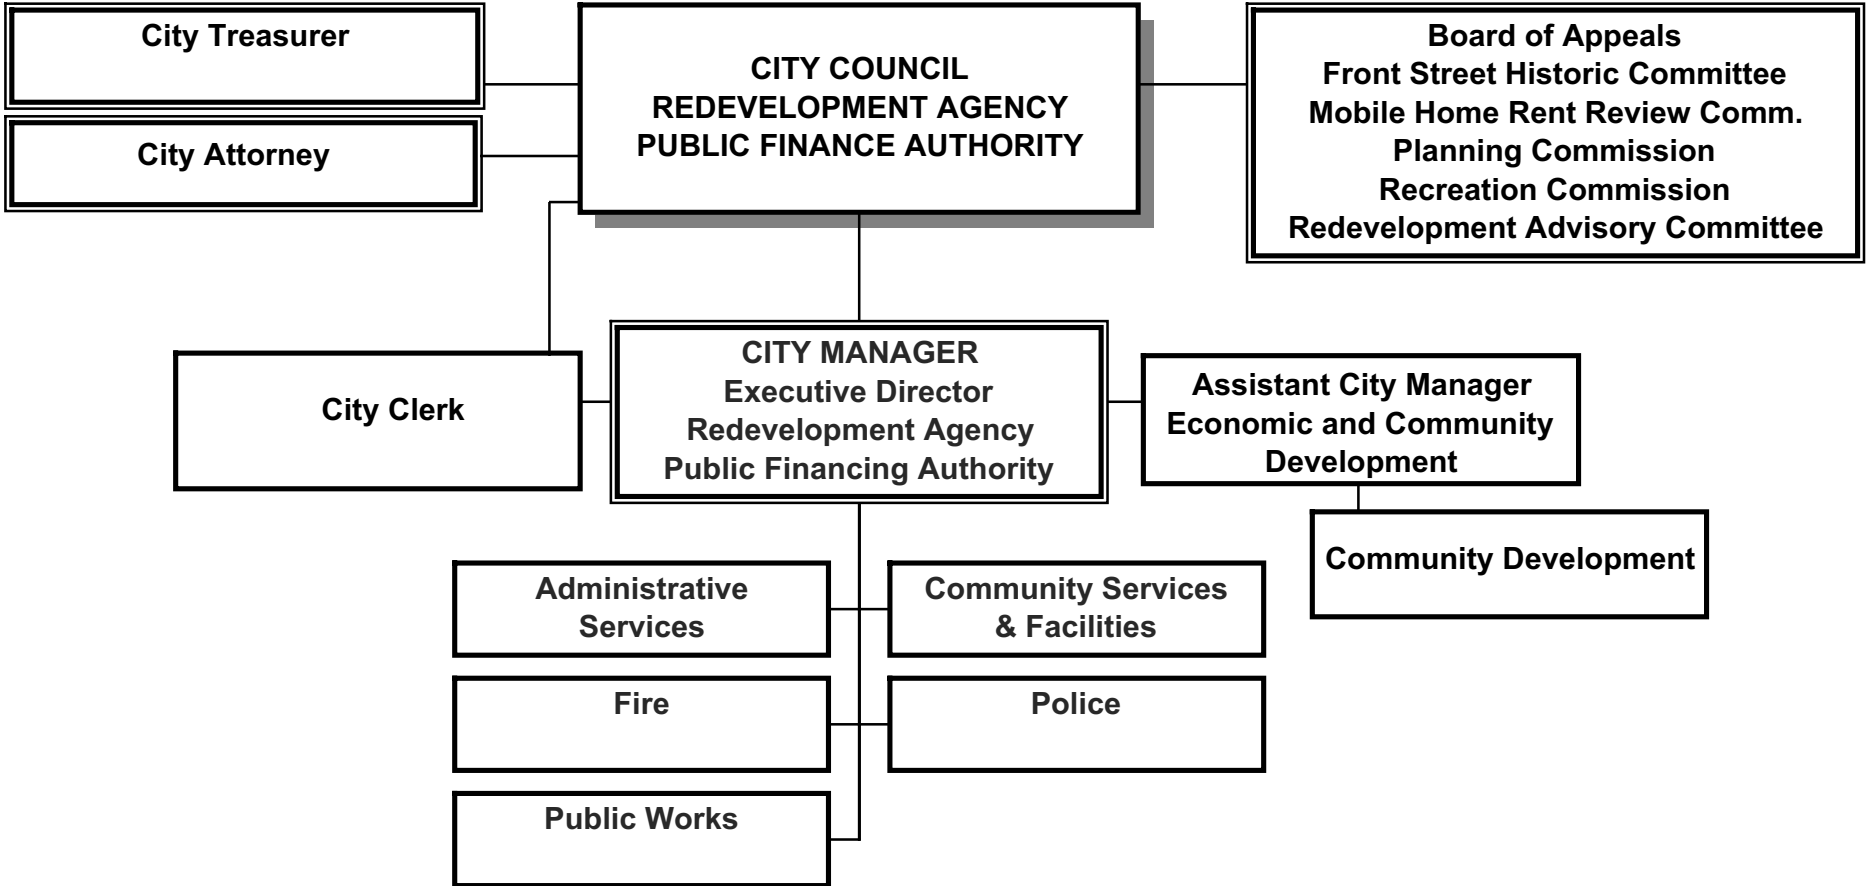 City Treasurer
City Attorney
CITY COUNCIL
REDEVELOPMENT AGENCY
PUBLIC FINANCE AUTHORITY
Board of Appeals
Front Street Historic Committee
Mobile Home Rent Review Comm.
Planning Commission
Recreation Commission
Redevelopment Advisory Committee
City Clerk
CITY MANAGER
Executive Director
Redevelopment Agency
Public Financing Authority
Assistant City Manager
Economic and Community
Development
Community Development
Administrative
Services
Community Services
& Facilities
Fire
Police
Public Works